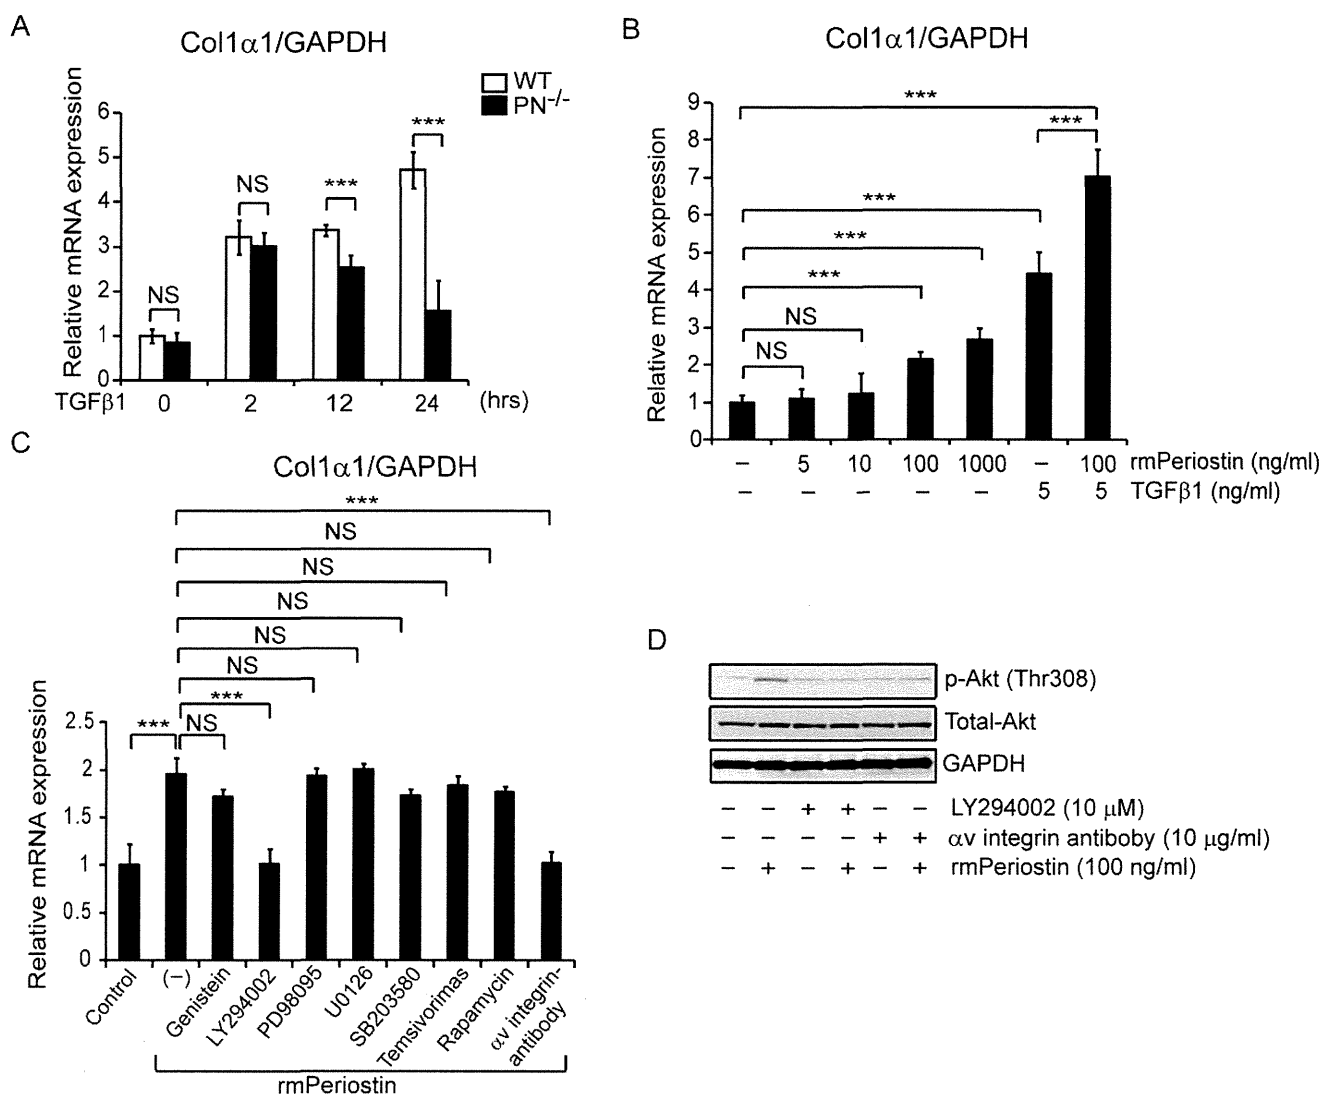 A
Col1α1/GAPDH
WT
PN-/-
Relative mRNA expression
6
5
4
3
2
1
0
NS
NS
***
***
TGFβ1 0 2 12 24 (hrs)
B
Col1α1/GAPDH
Relative mRNA expression
9
8
7
6
5
4
3
2
1
0
***
***
***
***
***
NS
NS
– 5 10 100 1000 – 100 rmPeriostin (ng/ml)
– – – – – 5 5 TGFβ1 (ng/ml)
C
Col1α1/GAPDH
***
NS
NS
NS
NS
NS
***
*** NS
Relative mRNA expression
2.5
2
1.5
1
0.5
0
Control
(–)
Genistein
LY294002
PD98095
U0126
SB203580
Temsivorimas
Rapamycin
αv integrin-
antibody
rmPeriostin
D
p-Akt (Thr308)
Total-Akt
GAPDH
– – + + – – LY294002 (10 μM)
– – – – + + αv integrin antiboby (10 μg/ml)
– + – + – + rmPeriostin (100 ng/ml)